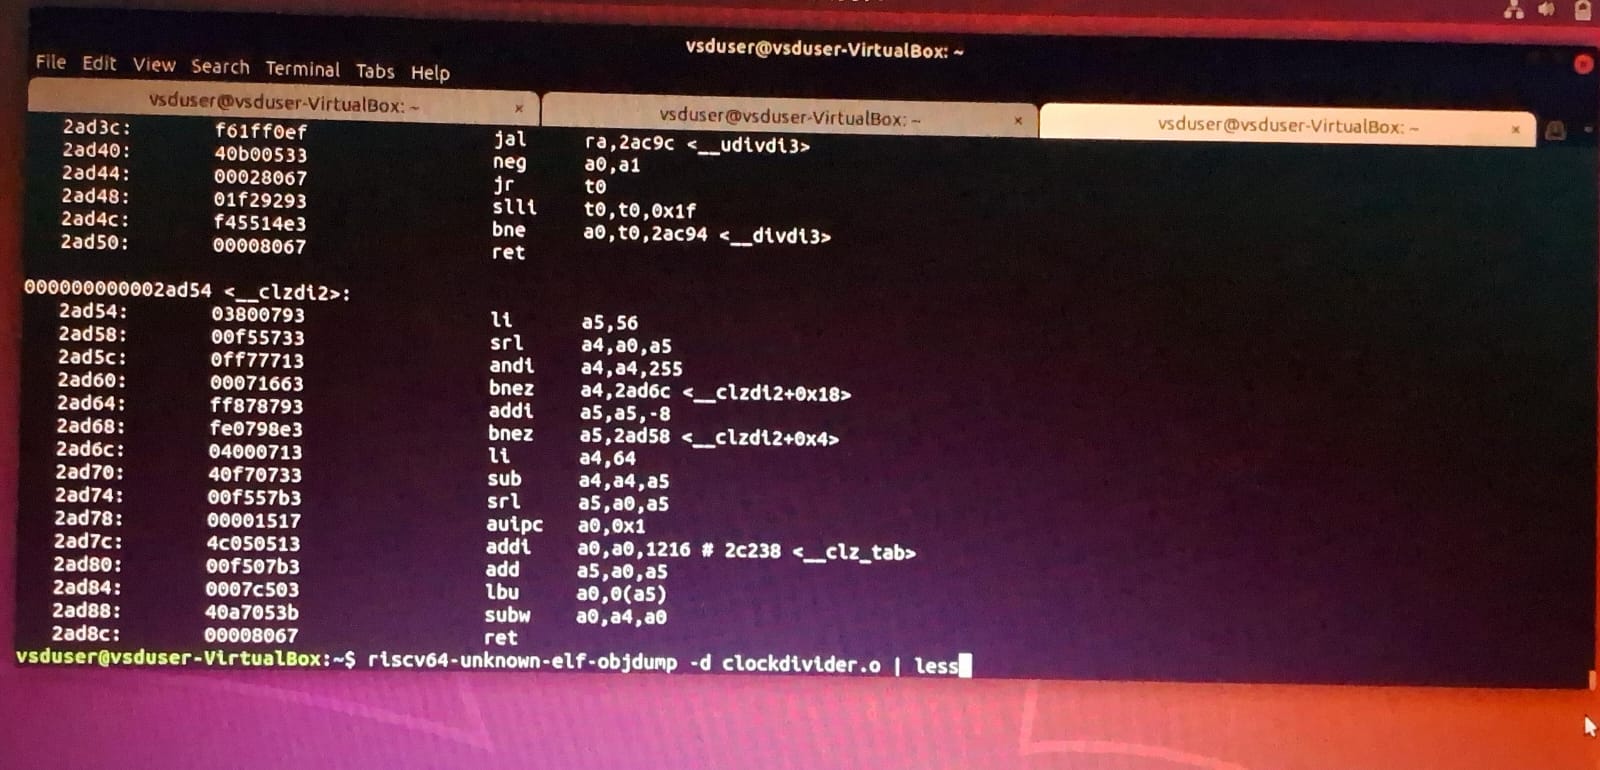 vsduser@vsduser-VirtualBox: ~
File Edit View Search Terminal Tabs Help
vsduser@vsduser-VirtualBox: ~ × vsduser@vsduser-VirtualBox: ~ × vsduser@vsduser-VirtualBox: ~ ×
2ad3c: f61ff0ef jal ra,2ac9c <__udivdi3>
2ad40: 40b00533 neg a0,a1
2ad44: 00028067 jr t0
2ad48: 01f29293 slli t0,t0,0x1f
2ad4c: f45514e3 bne a0,t0,2ac94 <__divdi3>
2ad50: 00008067 ret
000000000002ad54 <__clzdi2>:
2ad54: 03800793 li a5,56
2ad58: 00f55733 srl a4,a0,a5
2ad5c: 0ff77713 andi a4,a4,255
2ad60: 00071663 bnez a4,2ad6c <__clzdi2+0x18>
2ad64: ff878793 addi a5,a5,-8
2ad68: fe0798e3 bnez a5,2ad58 <__clzdi2+0x4>
2ad6c: 04000713 li a4,64
2ad70: 40f70733 sub a4,a4,a5
2ad74: 00f557b3 srl a5,a0,a5
2ad78: 00001517 auipc a0,0x1
2ad7c: 4c050513 addi a0,a0,1216 # 2c238 <__clz_tab>
2ad80: 00f507b3 add a5,a0,a5
2ad84: 0007c503 lbu a0,0(a5)
2ad88: 40a7053b subw a0,a4,a0
2ad8c: 00008067 ret
vsduser@vsduser-VirtualBox:~$ riscv64-unknown-elf-objdump -d clockdivider.o | less